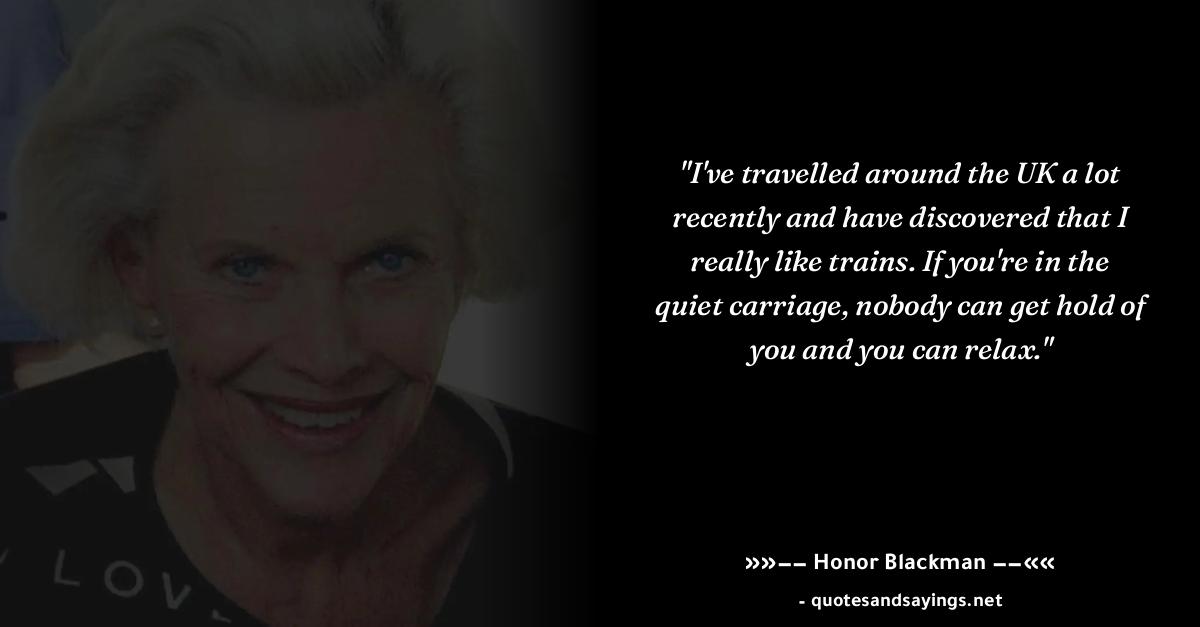 "I've travelled around the UK a lot
recently and have discovered that I
really like trains. If you're in the
quiet carriage, nobody can get hold of
you and you can relax."
LOV
»»–– Honor Blackman ––««
- quotesandsayings.net